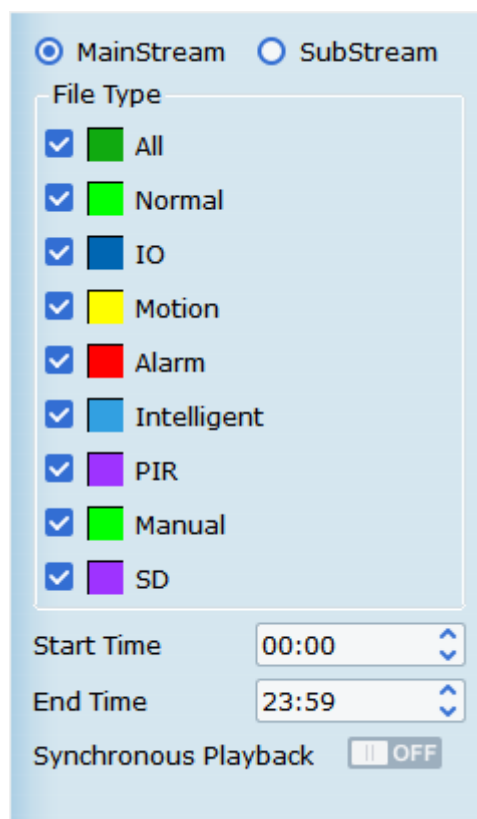 MainStream SubStream
File Type
All
Normal
IO
Motion
Alarm
Intelligent
PIR
Manual
SD
Start Time 00:00
End Time 23:59
Synchronous Playback OFF